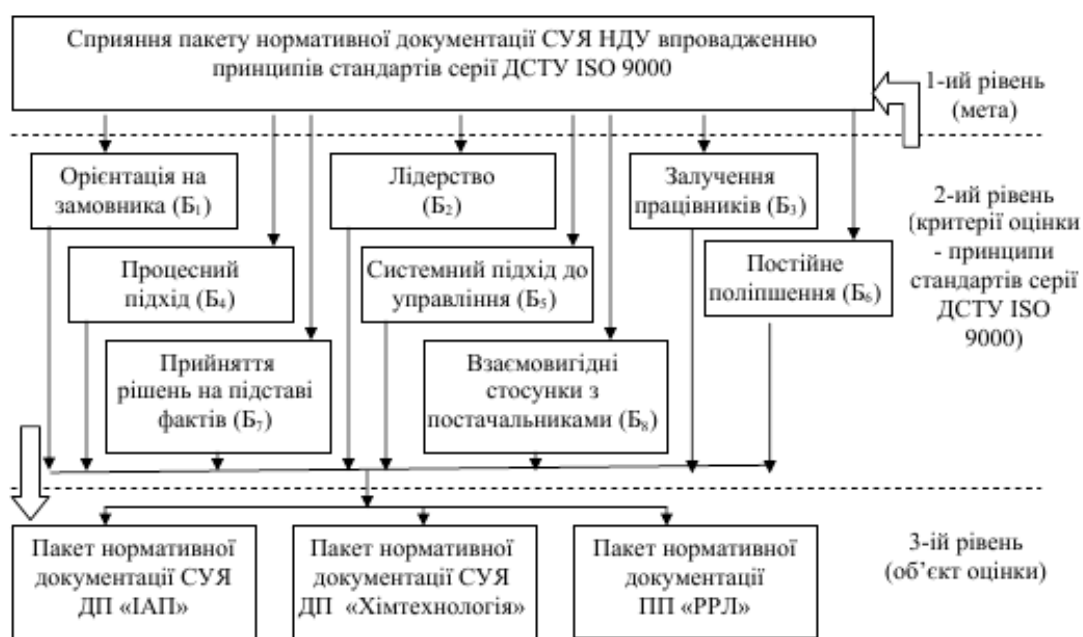 Сприяння пакету нормативної документації СУЯ НДУ впровадженню
принципів стандартів серії ДСТУ ISO 9000
1-ий рівень
(мета)
Орієнтація на
замовника (Б₁)
Лідерство
(Б₂)
Залучення
працівників (Б₃)
2-ий рівень
(критерії оцінки
- принципи
стандартів серії
ДСТУ ISO
9000)
Процесний
підхід (Б₄)
Системний підхід до
управління (Б₅)
Постійне
поліпшення (Б₆)
Прийняття
рішень на підставі
фактів (Б₇)
Взаємовигідні
стосунки з
постачальниками (Б₈)
Пакет нормативної
документації СУЯ
ДП «ІАП»
Пакет нормативної
документації СУЯ
ДП «Хімтехнологія»
Пакет нормативної
документації
ПП «РРЛ»
3-ій рівень
(об’єкт оцінки)